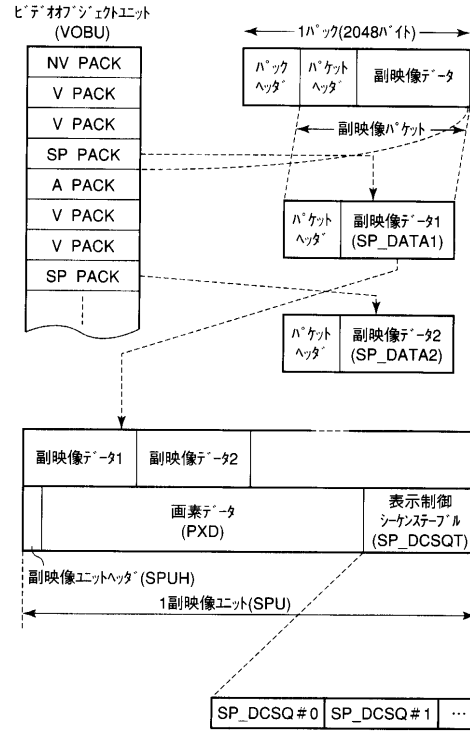 ビデオオブジェクトユニット
(VOBU)
NV PACK
V PACK
V PACK
SP PACK
A PACK
V PACK
V PACK
SP PACK
1パック(2048バイト)
パック
ヘッダ
パケット
ヘッダ
副映像データ
副映像パケット
パケット
ヘッダ
副映像データ1
(SP_DATA1)
パケット
ヘッダ
副映像データ2
(SP_DATA2)
副映像データ1
副映像データ2
画素データ
(PXD)
表示制御
シーケンステーブル
(SP_DCSQT)
副映像ユニットヘッダ(SPUH)
1副映像ユニット(SPU)
SP_DCSQ#0
SP_DCSQ#1
…